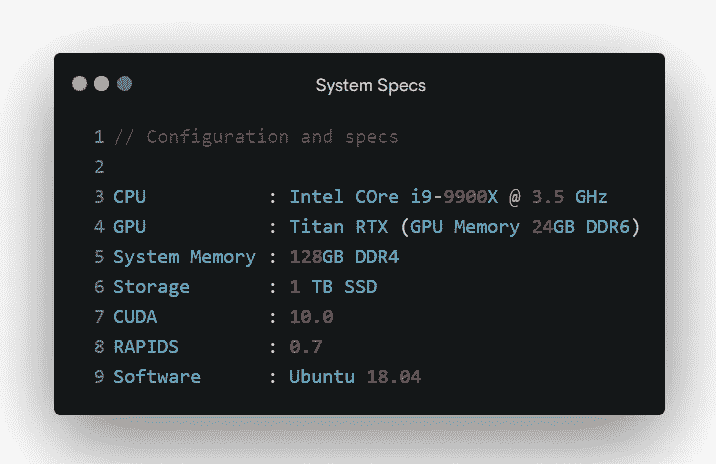 System Specs
1 // Configuration and specs
2
3 CPU : Intel COre i9-9900X @ 3.5 GHz
4 GPU : Titan RTX (GPU Memory 24GB DDR6)
5 System Memory : 128GB DDR4
6 Storage : 1 TB SSD
7 CUDA : 10.0
8 RAPIDS : 0.7
9 Software : Ubuntu 18.04